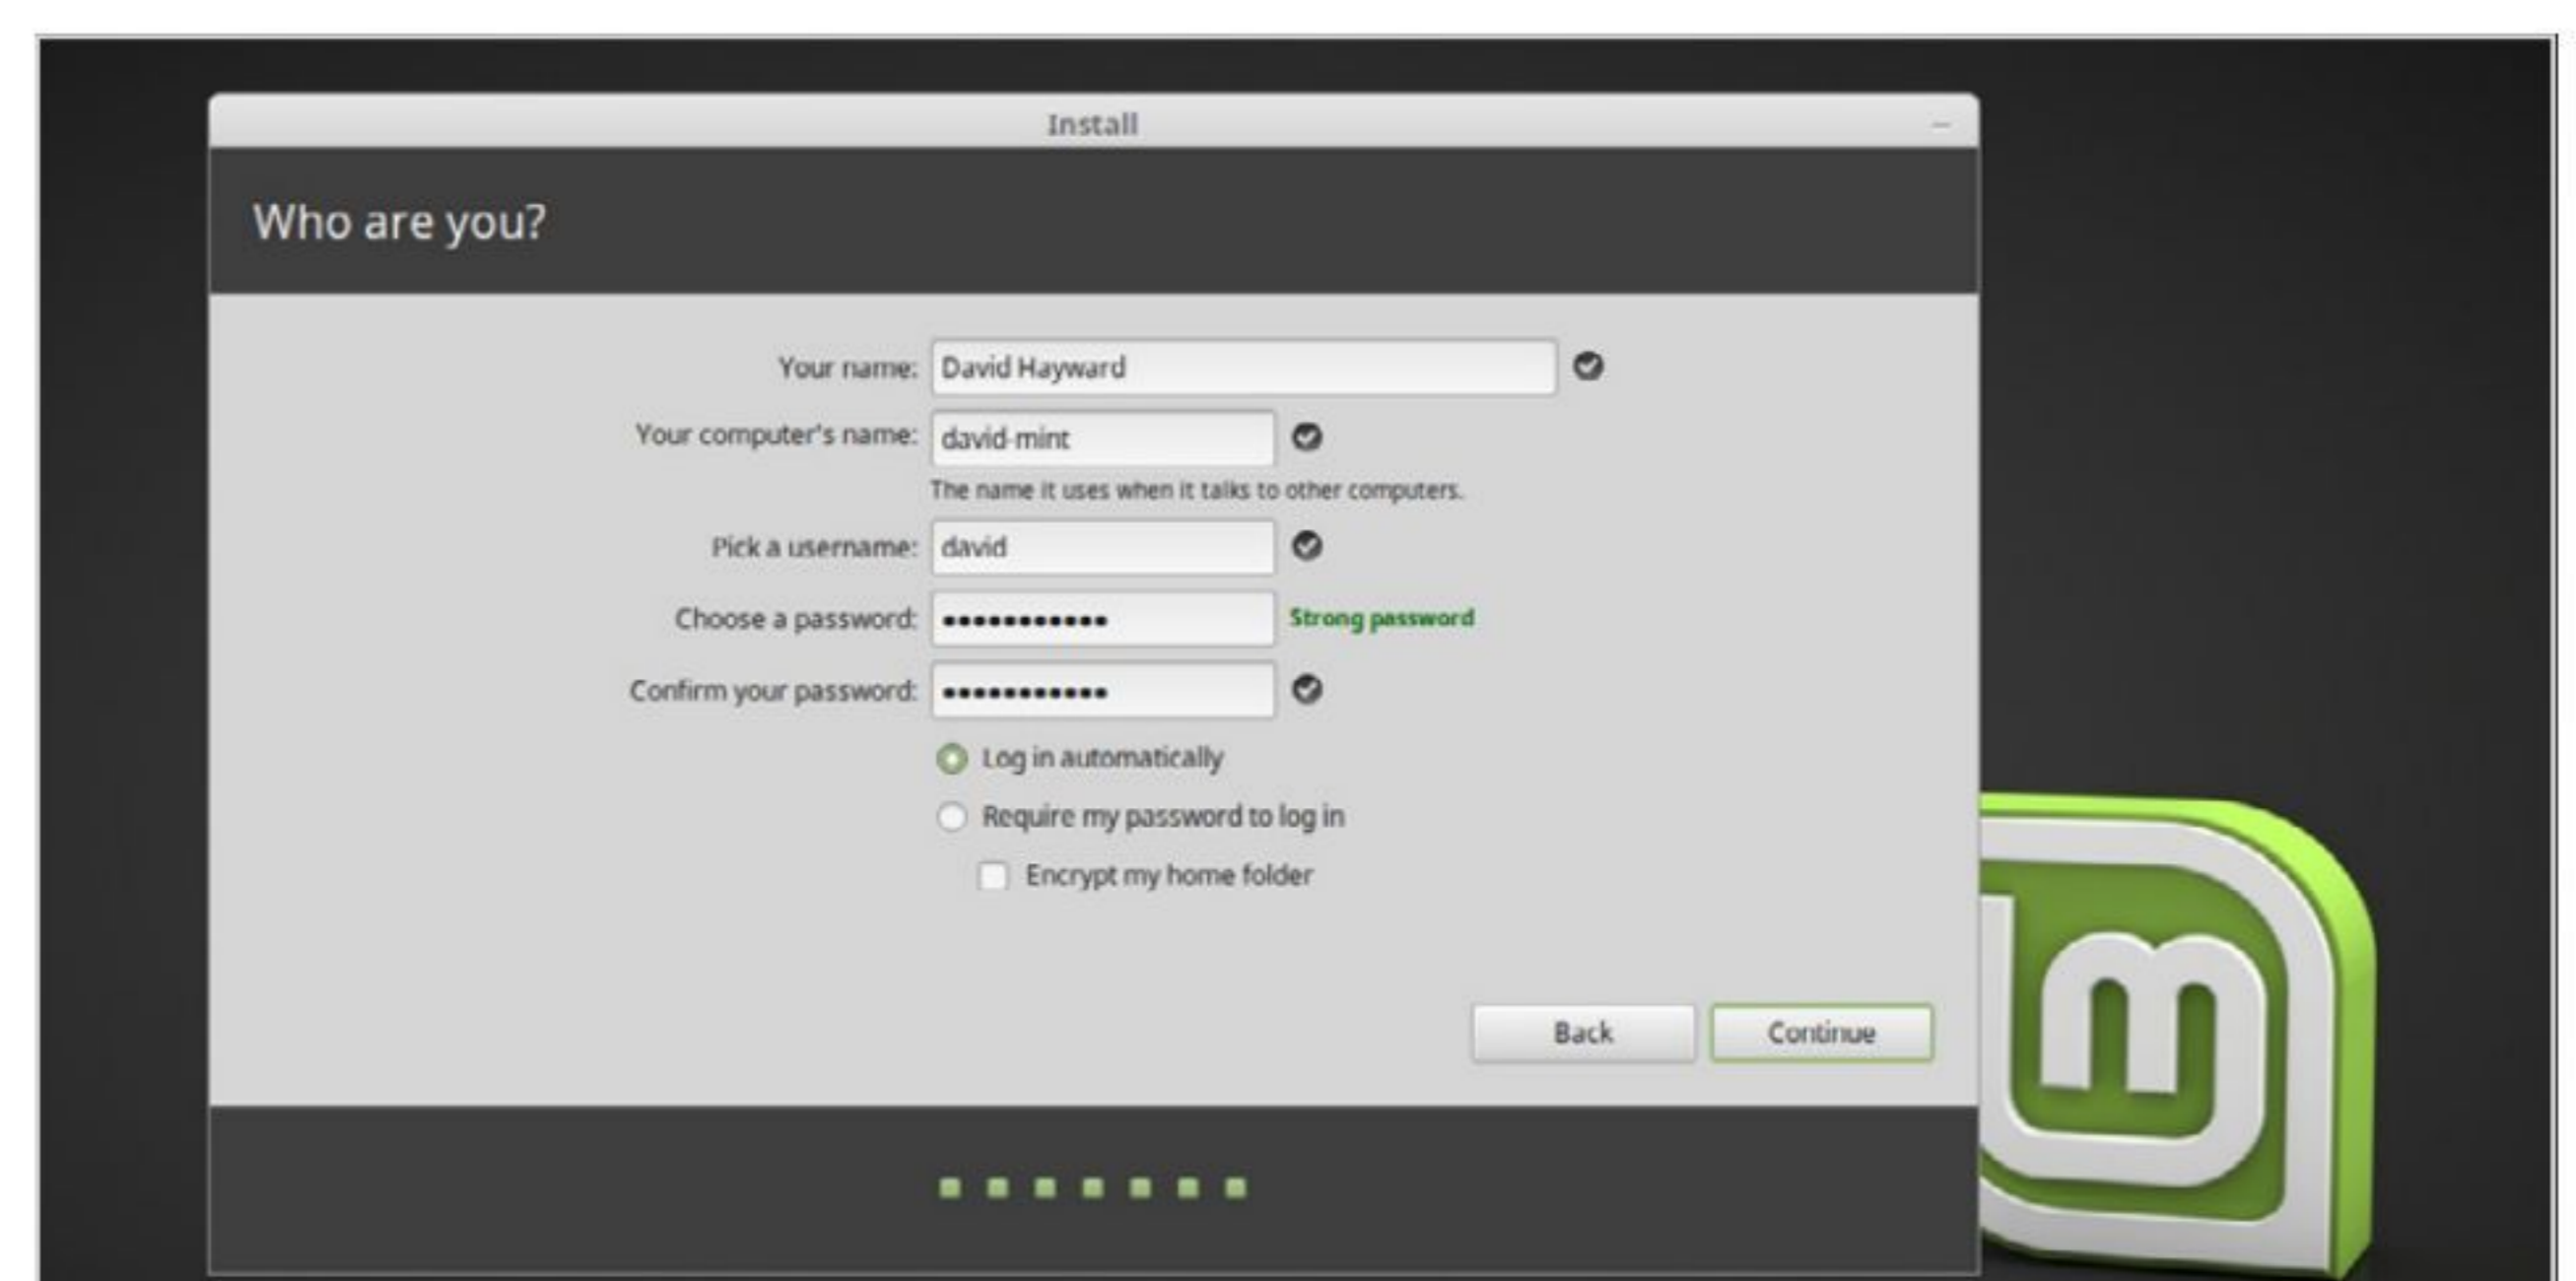 Install
Who are you?
Your name: David Hayward
Your computer's name: david-mint
The name it uses when it talks to other computers.
Pick a username: david
Choose a password: ●●●●●●●●●●● Strong password
Confirm your password: ●●●●●●●●●●●
Log in automatically
Require my password to log in
Encrypt my home folder
Back Continue